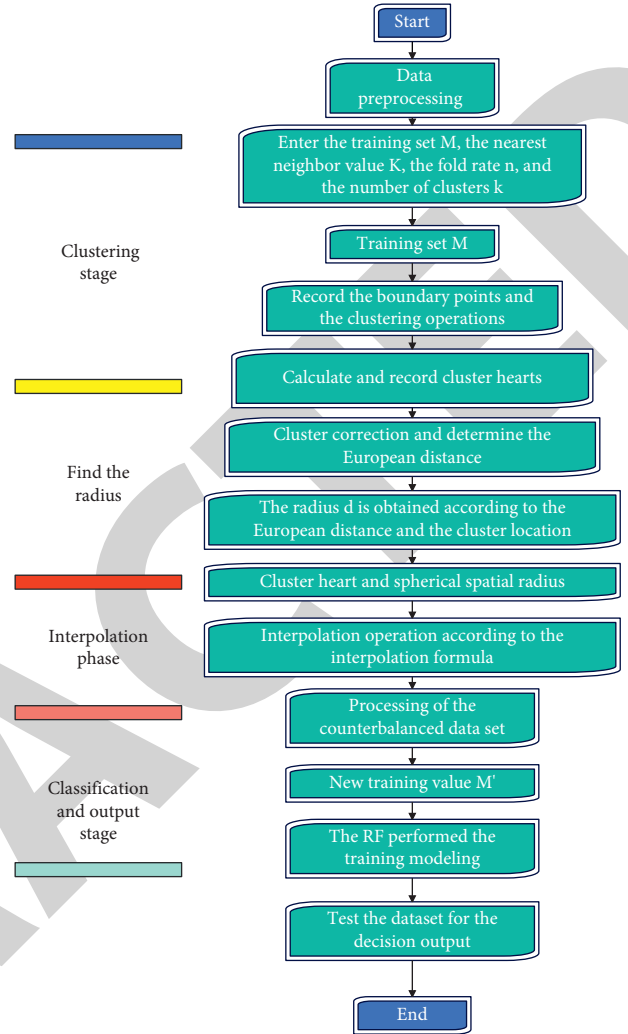 Start
Data
preprocessing
Enter the training set M, the nearest
neighbor value K, the fold rate n, and
the number of clusters k
Training set M
Clustering
stage
Record the boundary points and
the clustering operations
Calculate and record cluster hearts
Cluster correction and determine the
European distance
Find the
radius
The radius d is obtained according to the
European distance and the cluster location
Cluster heart and spherical spatial radius
Interpolation
phase
Interpolation operation according to the
interpolation formula
Processing of the
counterbalanced data set
New training value M'
Classification
and output
stage
The RF performed the
training modeling
Test the dataset for the
decision output
End